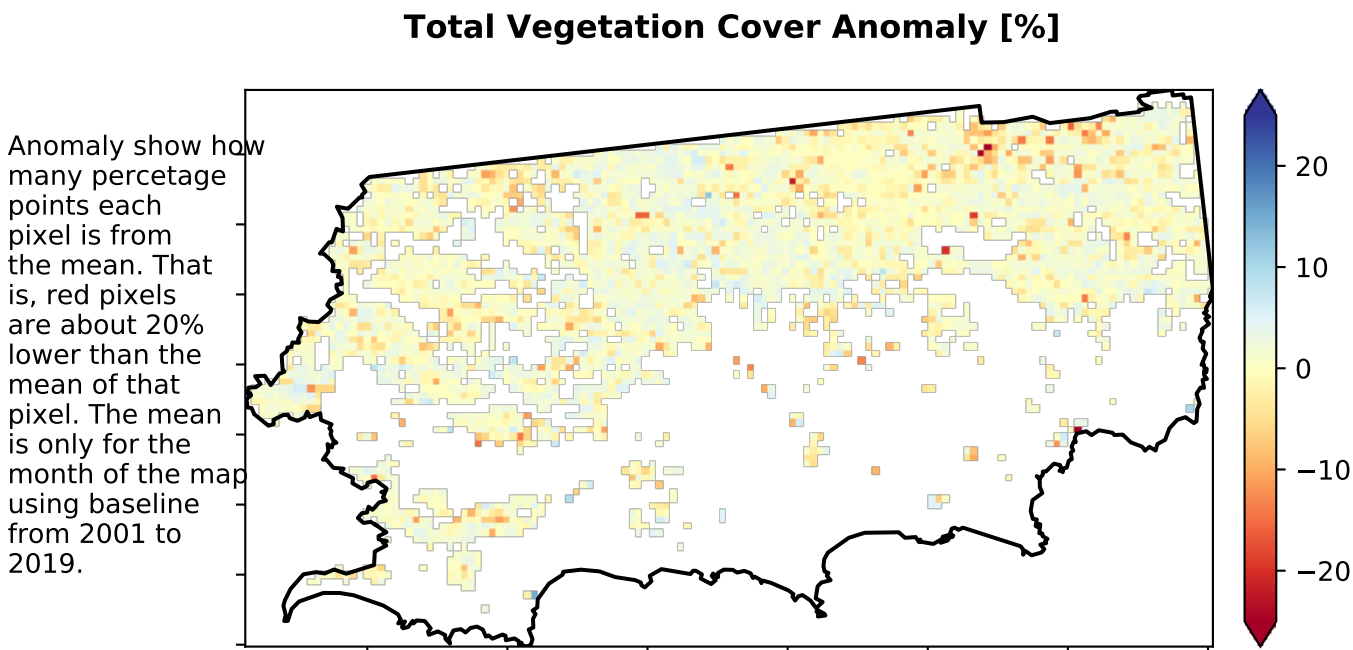 Total Vegetation Cover Anomaly [%]
Anomaly show how
many percetage
points each
pixel is from
the mean. That
is, red pixels
are about 20%
lower than the
mean of that
pixel. The mean
is only for the
month of the map
using baseline
from 2001 to
2019.
20
10
0
−10
−20